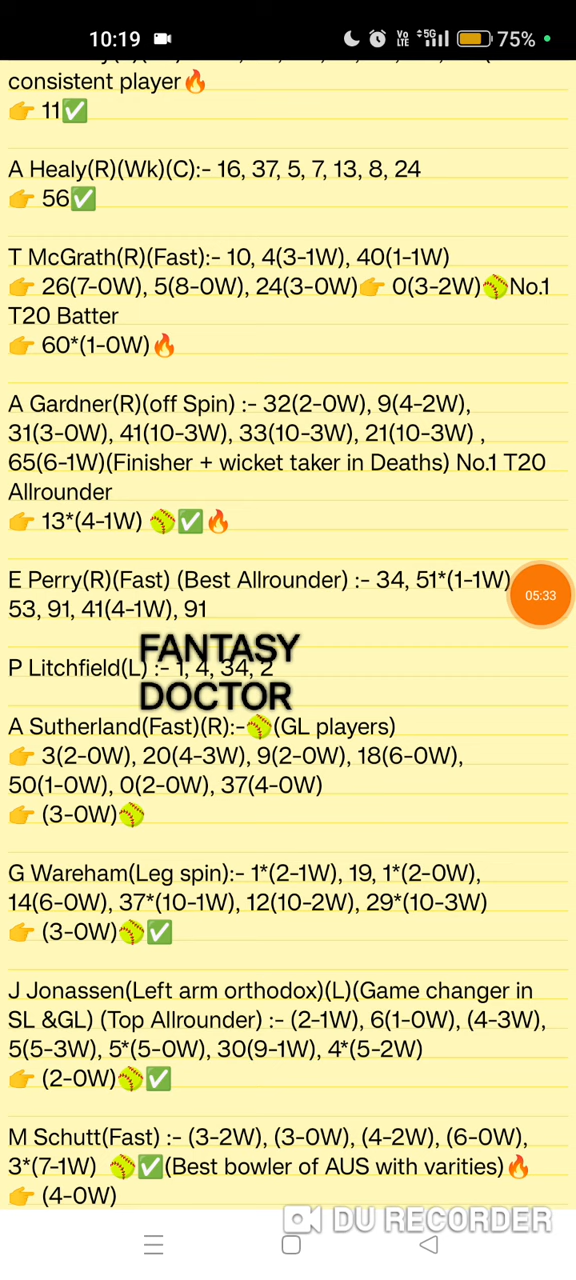 10:19 Vo LTE 5G 75%
consistent player🔥
👉 11✅
A Healy(R)(Wk)(C):- 16, 37, 5, 7, 13, 8, 24
👉 56✅
T McGrath(R)(Fast):- 10, 4(3-1W), 40(1-1W)
👉 26(7-0W), 5(8-0W), 24(3-0W)👉 0(3-2W)🥎No.1
T20 Batter
👉 60*(1-0W)🔥
A Gardner(R)(off Spin) :- 32(2-0W), 9(4-2W),
31(3-0W), 41(10-3W), 33(10-3W), 21(10-3W) ,
65(6-1W)(Finisher + wicket taker in Deaths) No.1 T20
Allrounder
👉 13*(4-1W) 🥎✅🔥
E Perry(R)(Fast) (Best Allrounder) :- 34, 51*(1-1W)
53, 91, 41(4-1W), 91
05:33
FANTASY
P Litchfield(L) :- 1, 4, 34, 2
DOCTOR
A Sutherland(Fast)(R):-🥎(GL players)
👉 3(2-0W), 20(4-3W), 9(2-0W), 18(6-0W),
50(1-0W), 0(2-0W), 37(4-0W)
👉 (3-0W)🥎
G Wareham(Leg spin):- 1*(2-1W), 19, 1*(2-0W),
14(6-0W), 37*(10-1W), 12(10-2W), 29*(10-3W)
👉 (3-0W)🥎✅
J Jonassen(Left arm orthodox)(L)(Game changer in
SL &GL) (Top Allrounder) :- (2-1W), 6(1-0W), (4-3W),
5(5-3W), 5*(5-0W), 30(9-1W), 4*(5-2W)
👉 (2-0W)🥎✅
M Schutt(Fast) :- (3-2W), (3-0W), (4-2W), (6-0W),
3*(7-1W) 🥎✅(Best bowler of AUS with varities)🔥
👉 (4-0W)
DU RECORDER